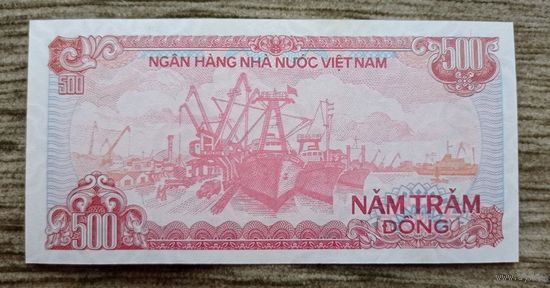 NGÂN HÀNG NHÀ NƯỚC VIỆT NAM
500
500
500
NĂM TRĂM
ĐỒNG